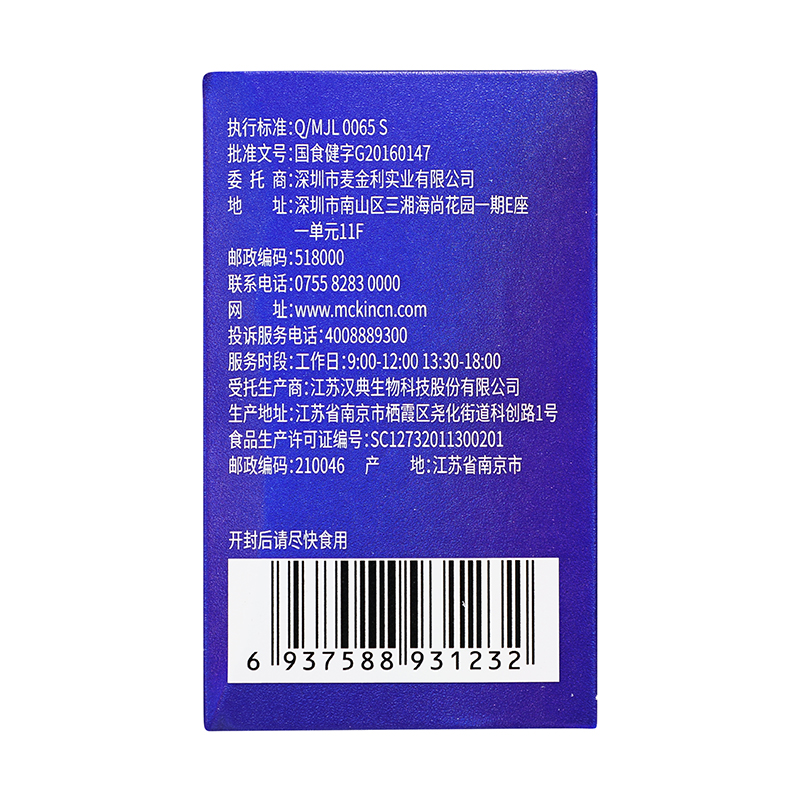 执行标准:Q/MJL 0065 S
批准文号:国食健字G20160147
委托商:深圳市麦金利实业有限公司
地 址:深圳市南山区三湘海尚花园一期E座
一单元11F
邮政编码:518000
联系电话:0755 8283 0000
网 址:www.mckincn.com
投诉服务电话:4008889300
服务时段:工作日:9:00-12:00 13:30-18:00
受托生产商:江苏汉典生物科技股份有限公司
生产地址:江苏省南京市栖霞区尧化街道科创路1号
食品生产许可证编号:SC12732011300201
邮政编码:210046 产 地:江苏省南京市
开封后请尽快食用
6 937588 931232